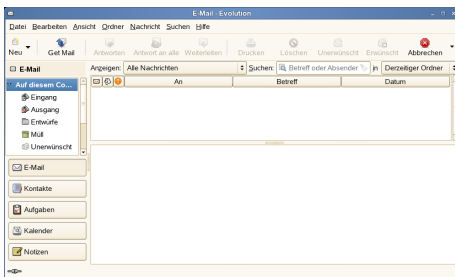 E-Mail - Evolution
Datei Bearbeiten Ansicht Ordner Nachricht Suchen Hilfe
Neu Get Mail Antworten Antwort an alle Weiterleiten Drucken Löschen Unerwünscht Erwünscht Abbrechen
E-Mail Anzeigen: Alle Nachrichten Suchen: Betreff oder Absender in Derzeitiger Ordner
Auf diesem Co... An Betreff Datum
Eingang
Ausgang
Entwürfe
Müll
Unerwünscht
E-Mail
Kontakte
Aufgaben
Kalender
Notizen